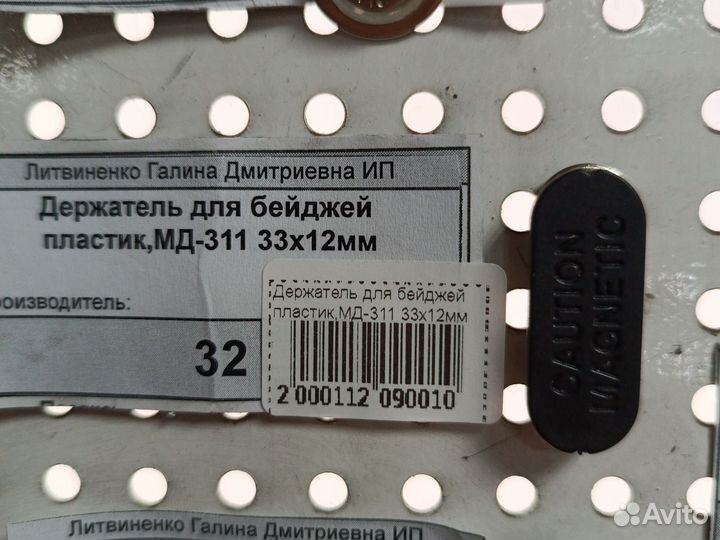 Литвиненко Галина Дмитриевна ИП
Держатель для бейджей
пластик,МД-311 33х12мм
роизводитель:
32
Держатель для бейджей
пластик,МД-311 33х12мм
2 000112 090010
CAUTION
MAGNETIC
Литвиненко Галина Дмитриевна ИП
Avito